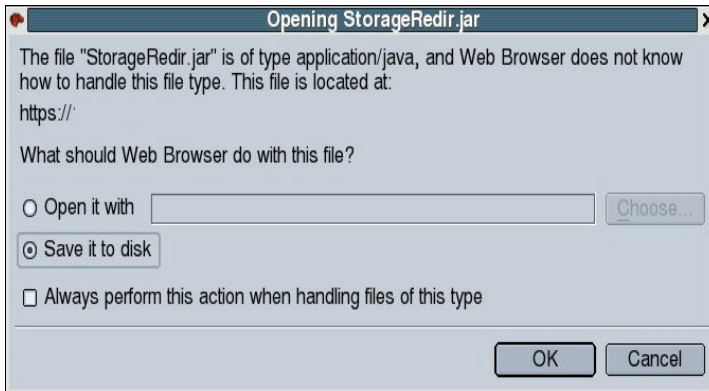 Opening StorageRedir.jar
The file "StorageRedir.jar" is of type application/java, and Web Browser does not know
how to handle this file type. This file is located at:
https://
What should Web Browser do with this file?
Open it with
Choose...
Save it to disk
Always perform this action when handling files of this type
OK
Cancel